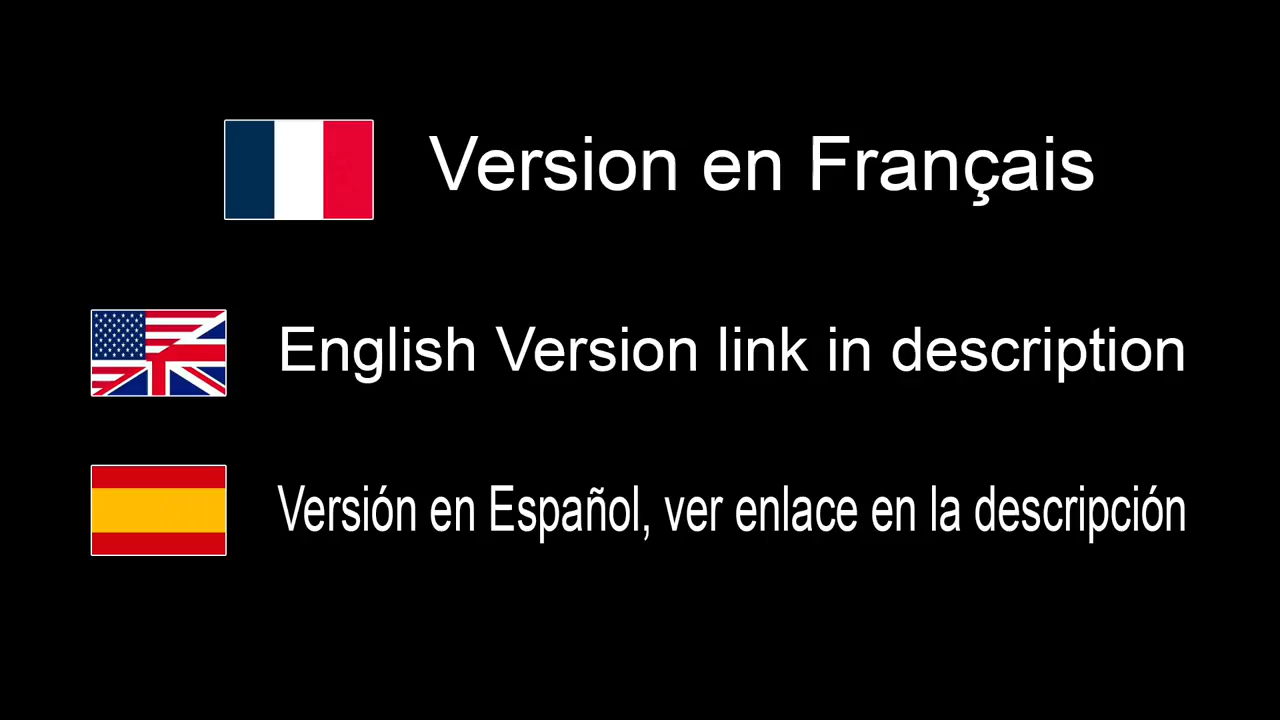 Version en Français
English Version link in description
Versión en Español, ver enlace en la descripción